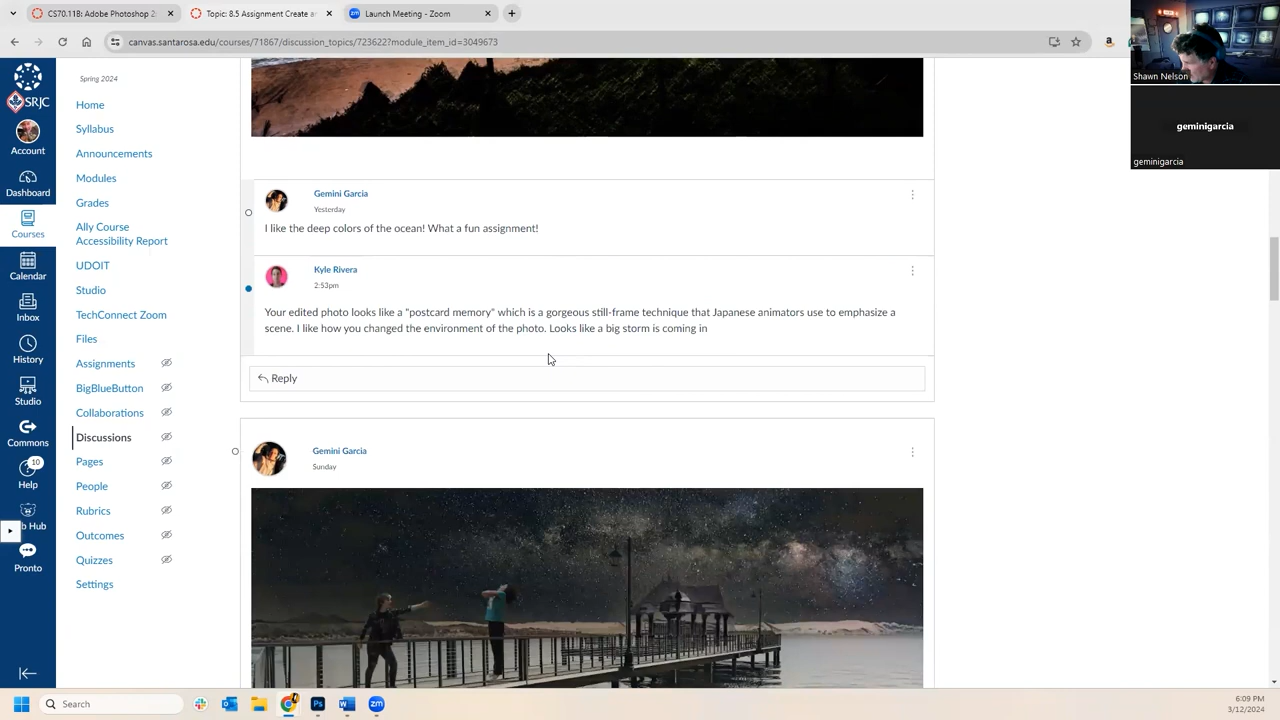 CS70.11B: Adobe Photoshop 2
Topic: 8.5 Assignment Create an
Launch Meeting - Zoom
canvas.santarosa.edu/courses/71867/discussion_topics/723622?module_item_id=3049673
Shawn Nelson
geminigarcia
geminigarcia
SRJC
Account
Dashboard
Courses
Calendar
Inbox
History
Studio
Commons
10
Help
b Hub
Pronto
Spring 2024
Home
Syllabus
Announcements
Modules
Grades
Ally Course
Accessibility Report
UDOIT
Studio
TechConnect Zoom
Files
Assignments
BigBlueButton
Collaborations
Discussions
Pages
People
Rubrics
Outcomes
Quizzes
Settings
Gemini Garcia
Yesterday
I like the deep colors of the ocean! What a fun assignment!
Kyle Rivera
2:53pm
Your edited photo looks like a "postcard memory" which is a gorgeous still-frame technique that Japanese animators use to emphasize a
scene. I like how you changed the environment of the photo. Looks like a big storm is coming in
Reply
Gemini Garcia
Sunday
Search
6:09 PM
3/12/2024